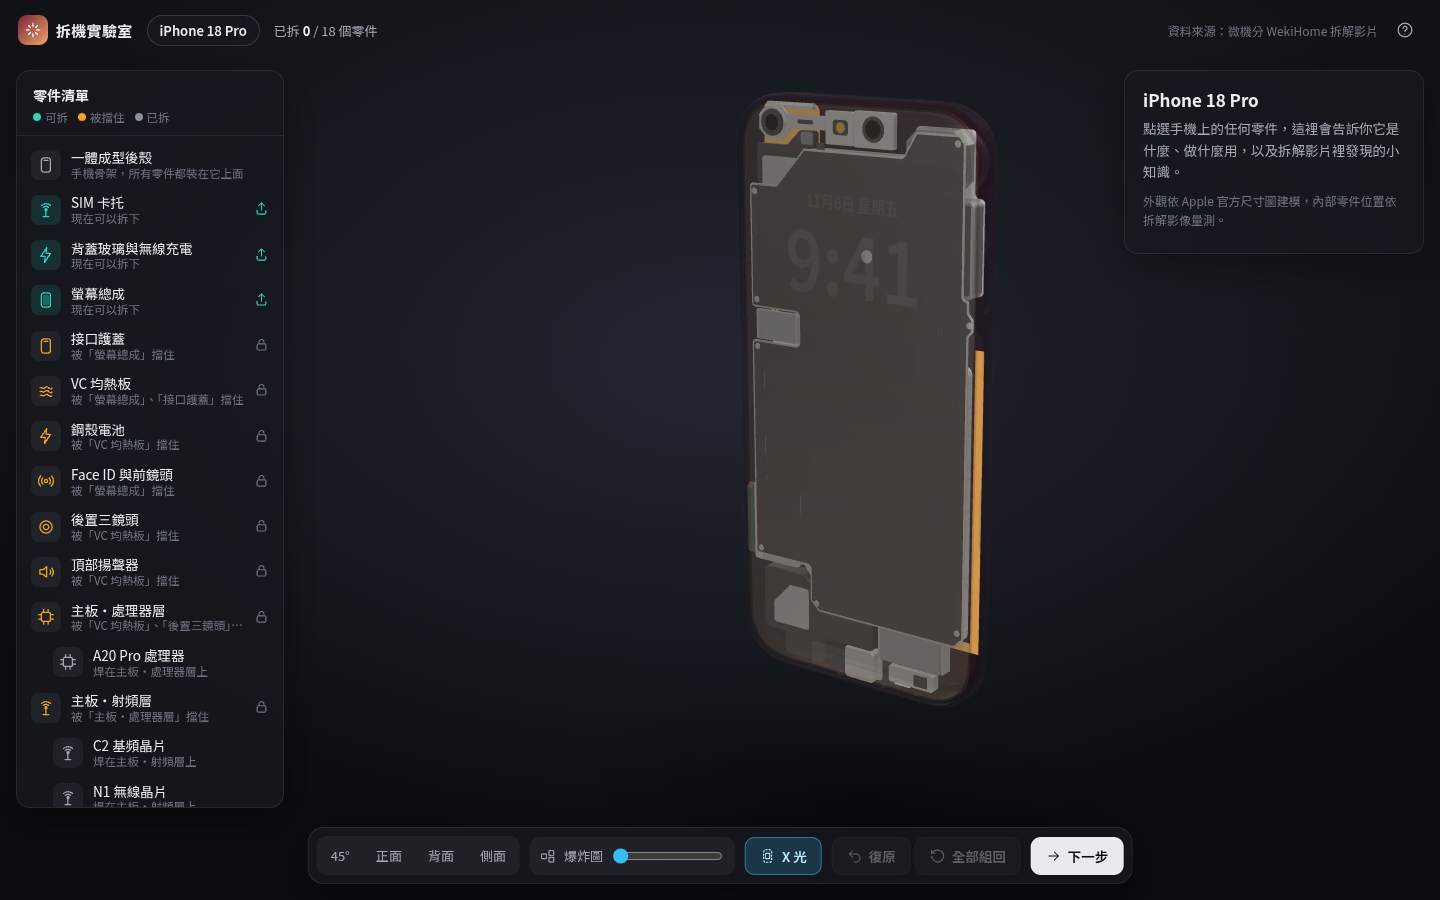 拆機實驗室
iPhone 18 Pro
已拆 0 / 18 個零件
資料來源：微機分 WekiHome 拆解影片
零件清單
可拆
被擋住
已拆
一體成型後殼
手機骨架，所有零件都裝在它上面
SIM 卡托
現在可以拆下
背蓋玻璃與無線充電
現在可以拆下
螢幕總成
現在可以拆下
接口護蓋
被「螢幕總成」擋住
VC 均熱板
被「螢幕總成」、「接口護蓋」擋住
鋼殼電池
被「VC 均熱板」擋住
Face ID 與前鏡頭
被「螢幕總成」擋住
後置三鏡頭
被「VC 均熱板」擋住
頂部揚聲器
被「VC 均熱板」擋住
主板・處理器層
被「VC 均熱板」、「後置三鏡頭」…
A20 Pro 處理器
焊在主板・處理器層上
主板・射頻層
被「主板・處理器層」擋住
C2 基頻晶片
焊在主板・射頻層上
N1 無線晶片
焊在主板・射頻層上
11月6日 星期五
9:41
iPhone 18 Pro
點選手機上的任何零件，這裡會告訴你它是
什麼、做什麼用，以及拆解影片裡發現的小
知識。
外觀依 Apple 官方尺寸圖建模，內部零件位置依
拆解影像量測。
45°
正面
背面
側面
爆炸圖
X 光
復原
全部組回
下一步